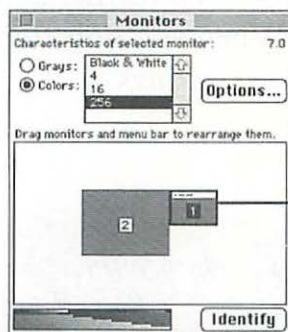 Monitors
Characteristics of selected monitor: 7.0
Grays:
Colors:
Black & White
4
16
256
Options...
Drag monitors and menu bar to rearrange them.
2
1
Identify